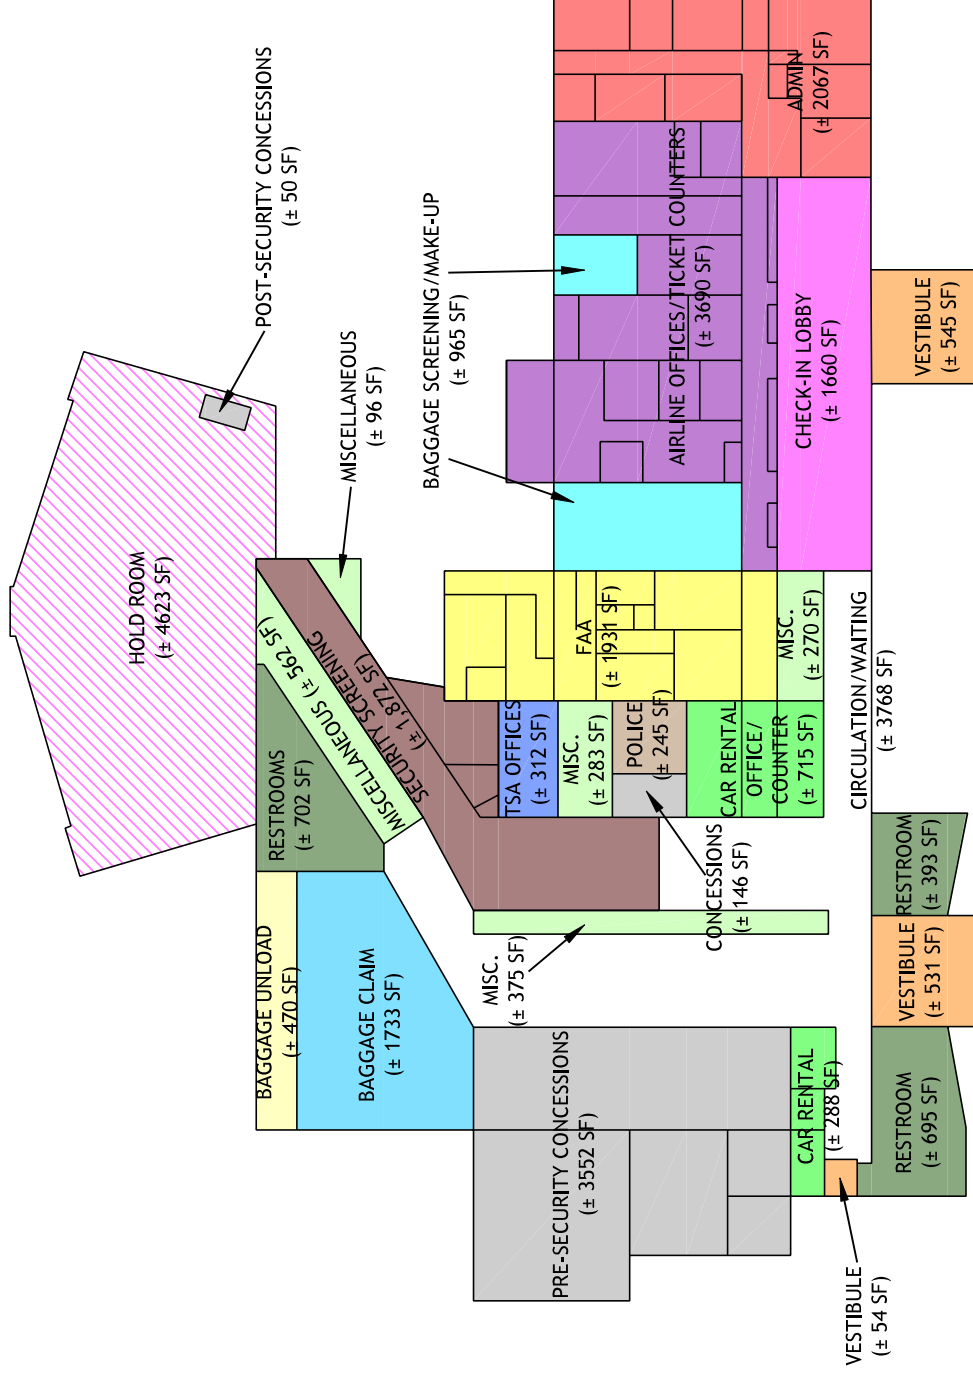 POST-SECURITY CONCESSIONS
(± 50 SF)
HOLD ROOM
(± 4623 SF)
MISCELLANEOUS
(± 96 SF)
BAGGAGE SCREENING/MAKE-UP
(± 965 SF)
ADMIN
(± 2067 SF)
AIRLINE OFFICES/TICKET COUNTERS
(± 3690 SF)
CHECK-IN LOBBY
(± 1660 SF)
VESTIBULE
(± 545 SF)
RESTROOMS
(± 702 SF)
MISCELLANEOUS (± 562 SF)
SECURITY SCREENING
(± 1,872 SF)
FAA
(± 1931 SF)
MISC.
(± 270 SF)
TSA OFFICES
(± 312 SF)
MISC.
(± 283 SF)
POLICE
(± 245 SF)
CAR RENTAL
OFFICE/
COUNTER
(± 715 SF)
CIRCULATION/WAITING
(± 3768 SF)
CONCESSIONS
(± 146 SF)
MISC.
(± 375 SF)
BAGGAGE UNLOAD
(± 470 SF)
BAGGAGE CLAIM
(± 1733 SF)
PRE-SECURITY CONCESSIONS
(± 3552 SF)
CAR RENTAL
(± 288 SF)
RESTROOM
(± 393 SF)
VESTIBULE
(± 531 SF)
RESTROOM
(± 695 SF)
VESTIBULE
(± 54 SF)